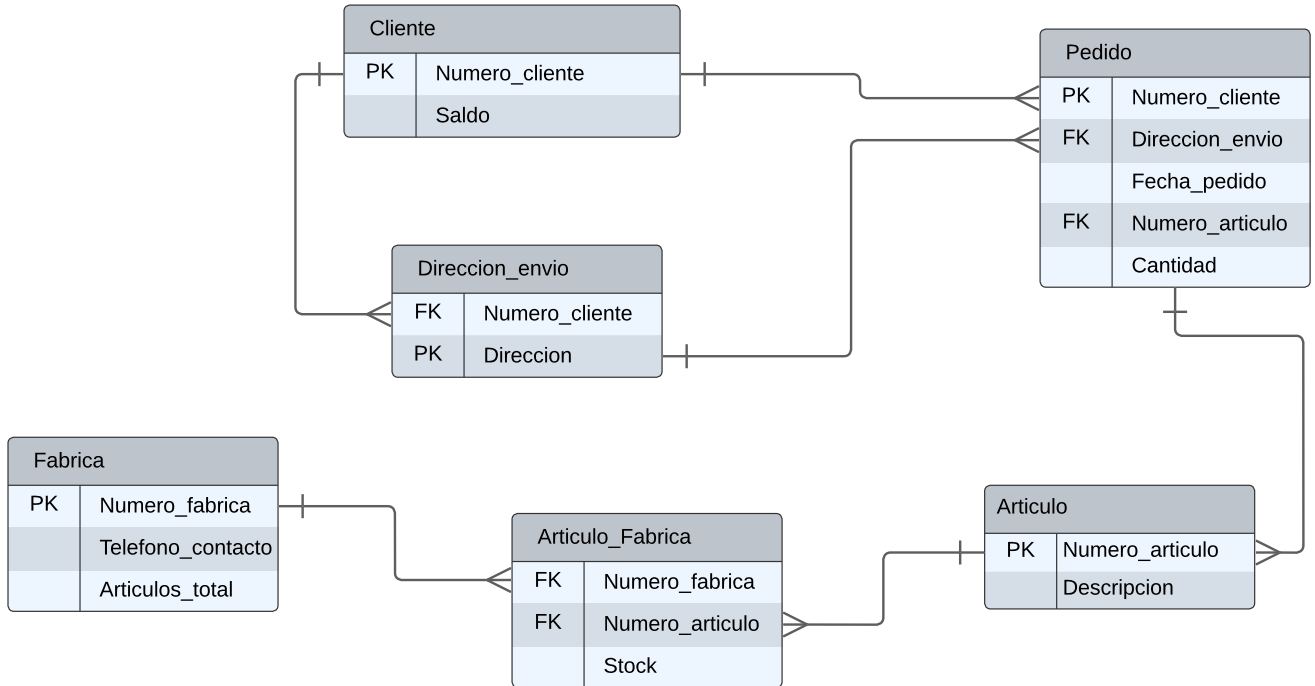 Cliente
PK Numero_cliente
Saldo
Pedido
PK Numero_cliente
FK Direccion_envio
Fecha_pedido
FK Numero_articulo
Cantidad
Direccion_envio
FK Numero_cliente
PK Direccion
Fabrica
PK Numero_fabrica
Telefono_contacto
Articulos_total
Articulo_Fabrica
FK Numero_fabrica
FK Numero_articulo
Stock
Articulo
PK Numero_articulo
Descripcion